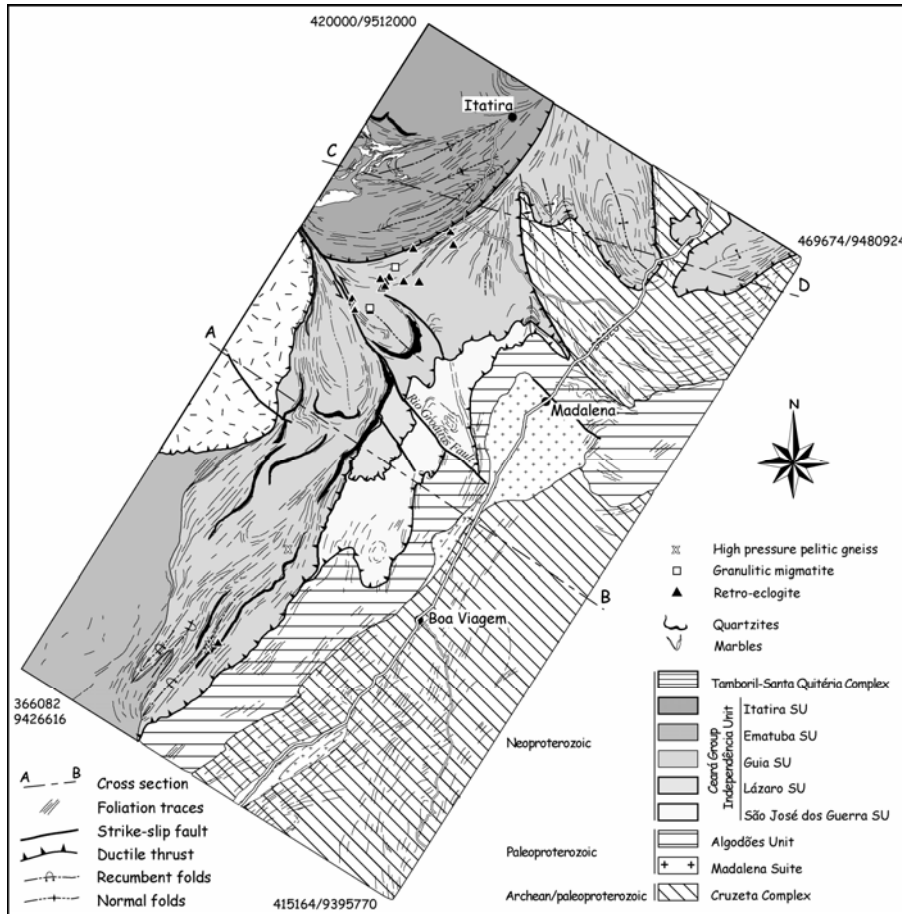 420000/9512000
Itatira
C
469674/9480924
D
A
Rio Groaíras Fault
Madalena
N
High pressure pelitic gneiss
Granulitic migmatite
Retro-eclogite
B
Boa Viagem
Quartzites
Marbles
366082
9426616
Tamboril-Santa Quitéria Complex
Itatira SU
Neoproterozoic
Ceará Group
Independência Unit
Ematuba SU
Guia SU
Lázaro SU
São José dos Guerra SU
A B Cross section
Foliation traces
Strike-slip fault
Ductile thrust
Recumbent folds
Normal folds
Paleoproterozoic
Algodões Unit
Madalena Suite
415164/9395770
Archean/paleoproterozoic
Cruzeta Complex